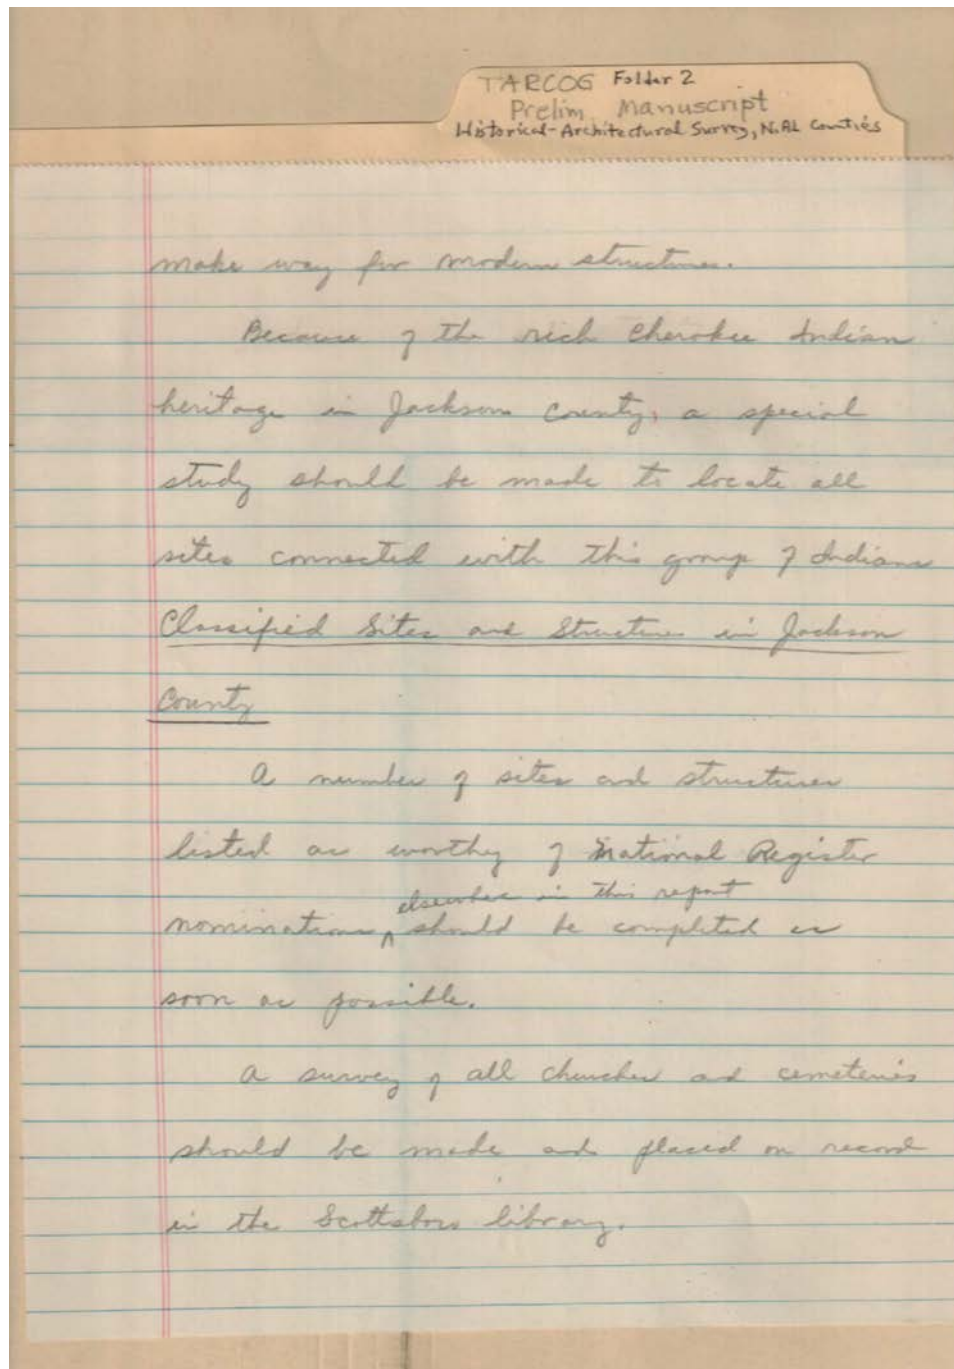 TARCOG Folder 2
Prelim. Manuscript
Historical-Architectural Survey, N. AL Counties
make way for modern structures.
Because of the rich Cherokee Indian
heritage in Jackson County, a special
study should be made to locate all
sites connected with this group of Indians
Classified Sites and Structures in Jackson
County
A number of sites and structures
listed as worthy of National Register
elsewhere in this report
nominations ^ should be completed as
soon as possible.
A survey of all churches and cemeteries
should be made and placed on record
in the Scottsboro library.